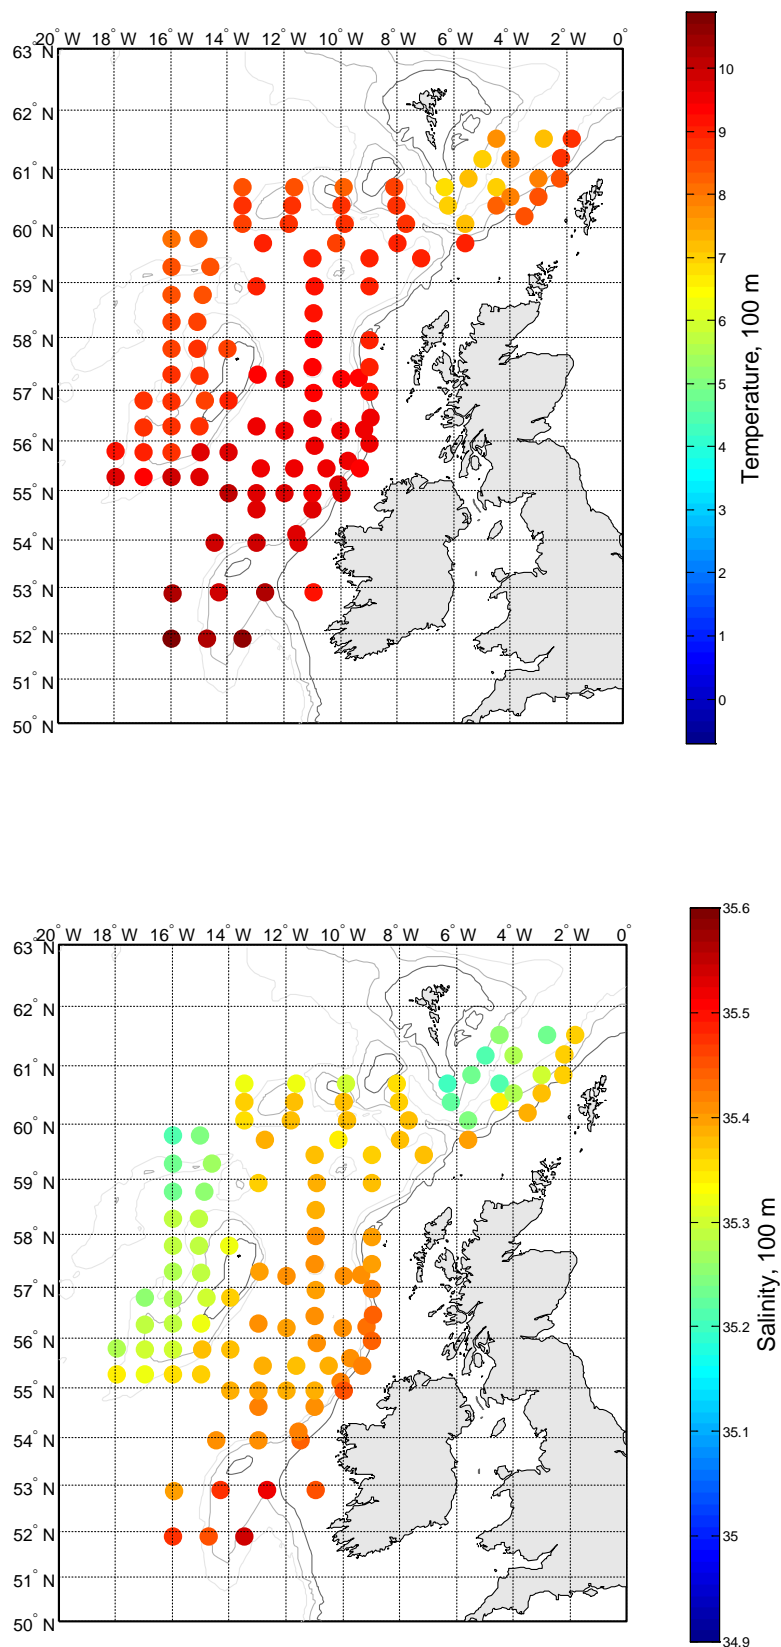 20° W 18° W 16° W 14° W 12° W 10° W 8° W 6° W 4° W 2° W 0°
63° N
62° N
61° N
60° N
59° N
58° N
57° N
56° N
55° N
54° N
53° N
52° N
51° N
50° N
10
9
8
7
6
5
4
3
2
1
0
Temperature, 100 m
20° W 18° W 16° W 14° W 12° W 10° W 8° W 6° W 4° W 2° W 0°
63° N
62° N
61° N
60° N
59° N
58° N
57° N
56° N
55° N
54° N
53° N
52° N
51° N
50° N
35.6
35.5
35.4
35.3
35.2
35.1
35
34.9
Salinity, 100 m